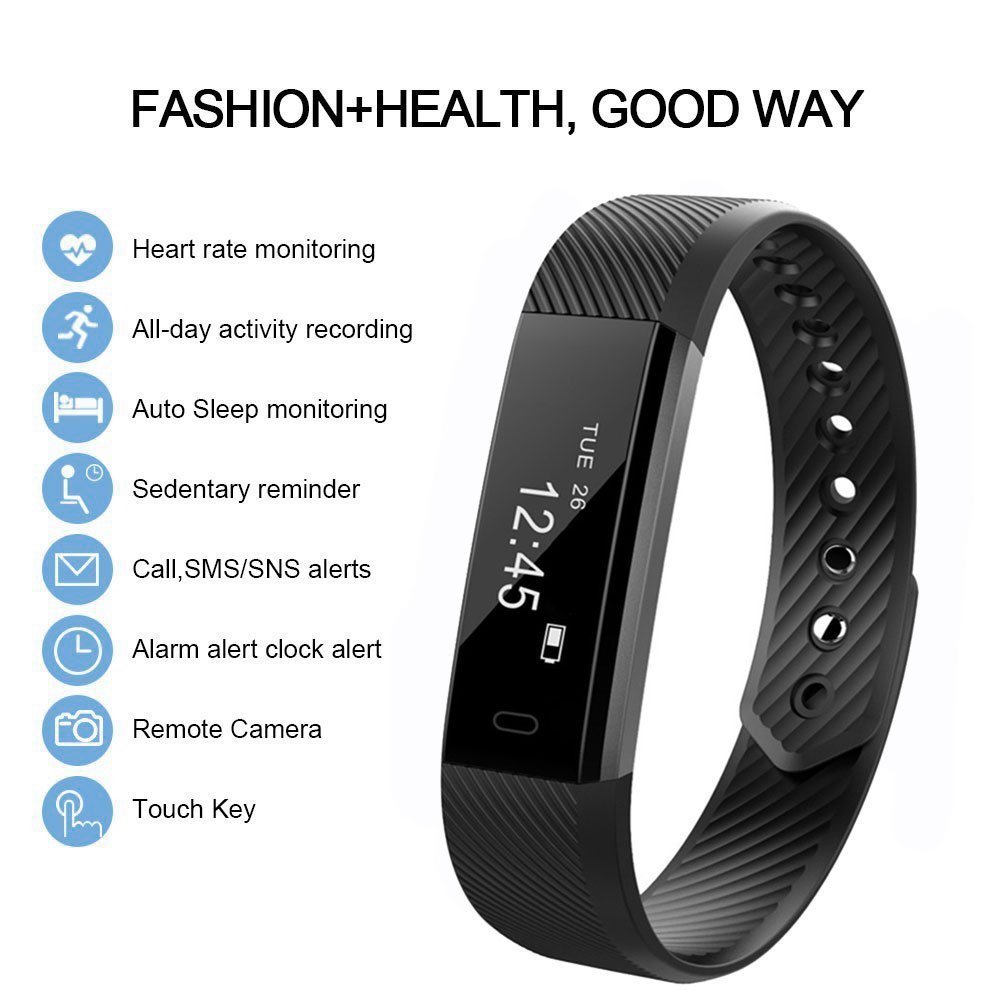 FASHION+HEALTH, GOOD WAY
Heart rate monitoring
All-day activity recording
Auto Sleep monitoring
Sedentary reminder
Call,SMS/SNS alerts
Alarm alert clock alert
Remote Camera
Touch Key
TUE 26
12:45